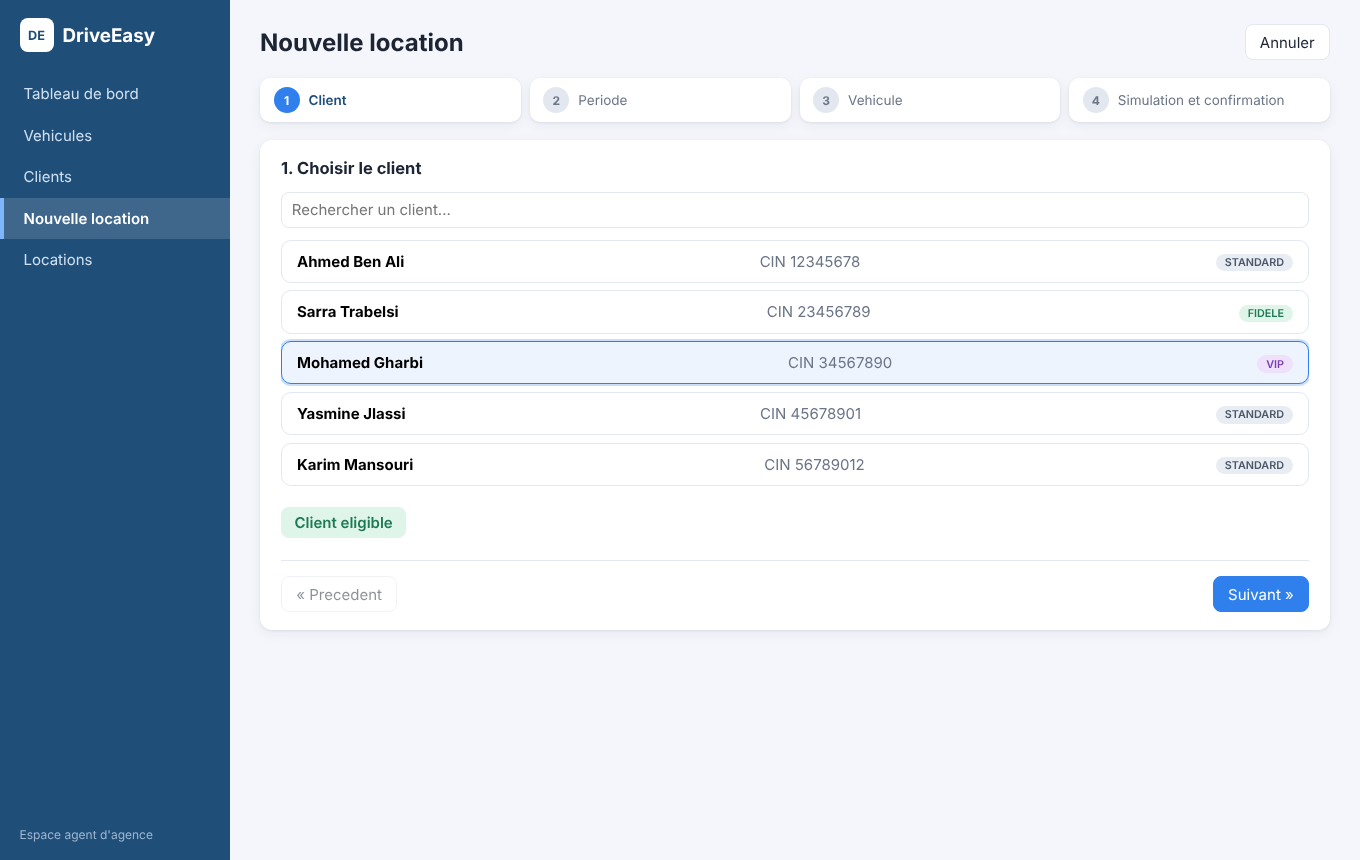 DE DriveEasy
Tableau de bord
Vehicules
Clients
Nouvelle location
Locations
Espace agent d'agence
Nouvelle location
Annuler
1 Client
2 Periode
3 Vehicule
4 Simulation et confirmation
1. Choisir le client
Rechercher un client...
Ahmed Ben Ali CIN 12345678 STANDARD
Sarra Trabelsi CIN 23456789 FIDELE
Mohamed Gharbi CIN 34567890 VIP
Yasmine Jlassi CIN 45678901 STANDARD
Karim Mansouri CIN 56789012 STANDARD
Client eligible
« Precedent
Suivant »